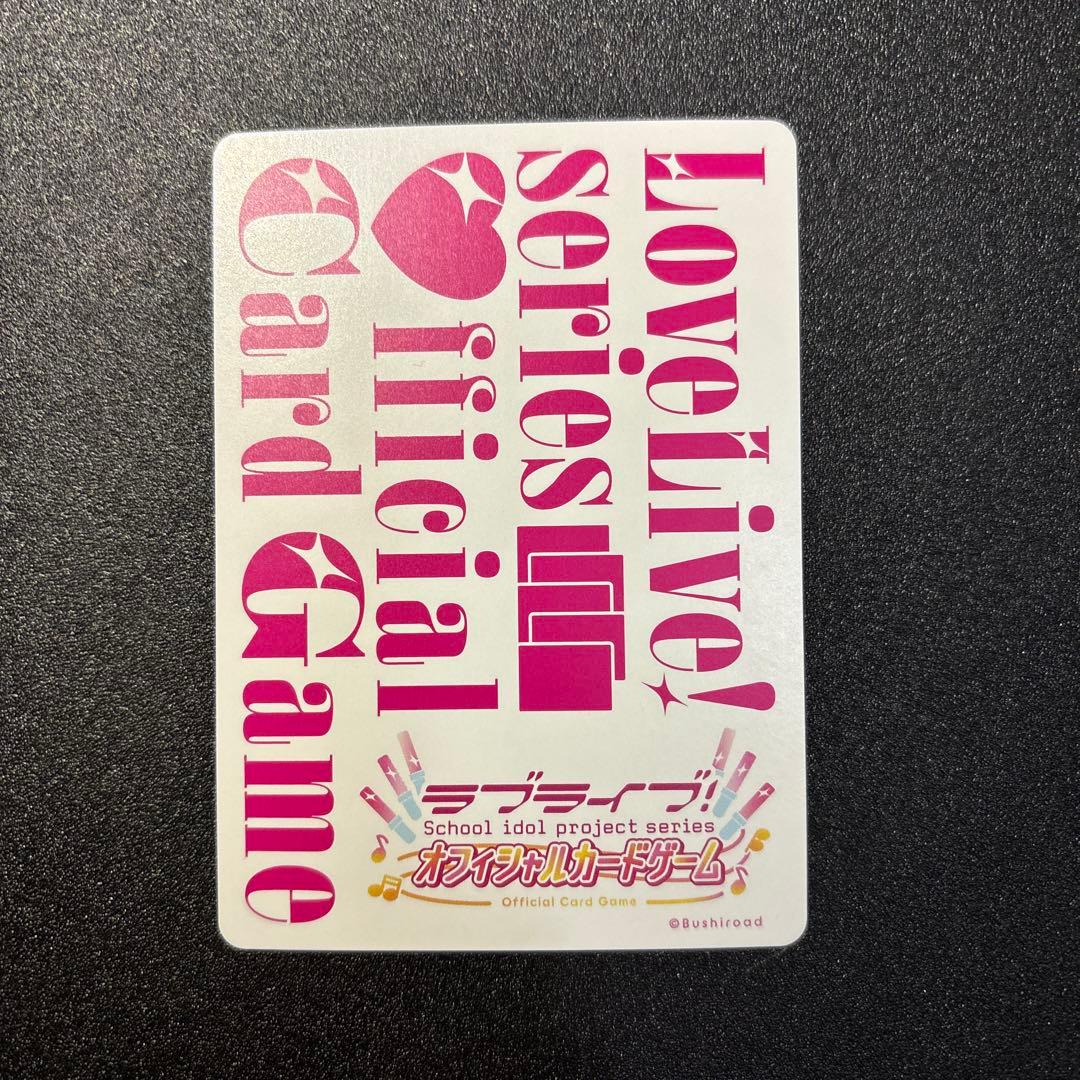 LoveLive!
series
Official
Card Game
ラブライブ!
School idol project series
オフィシャルカードゲーム
Official Card Game
©Bushiroad